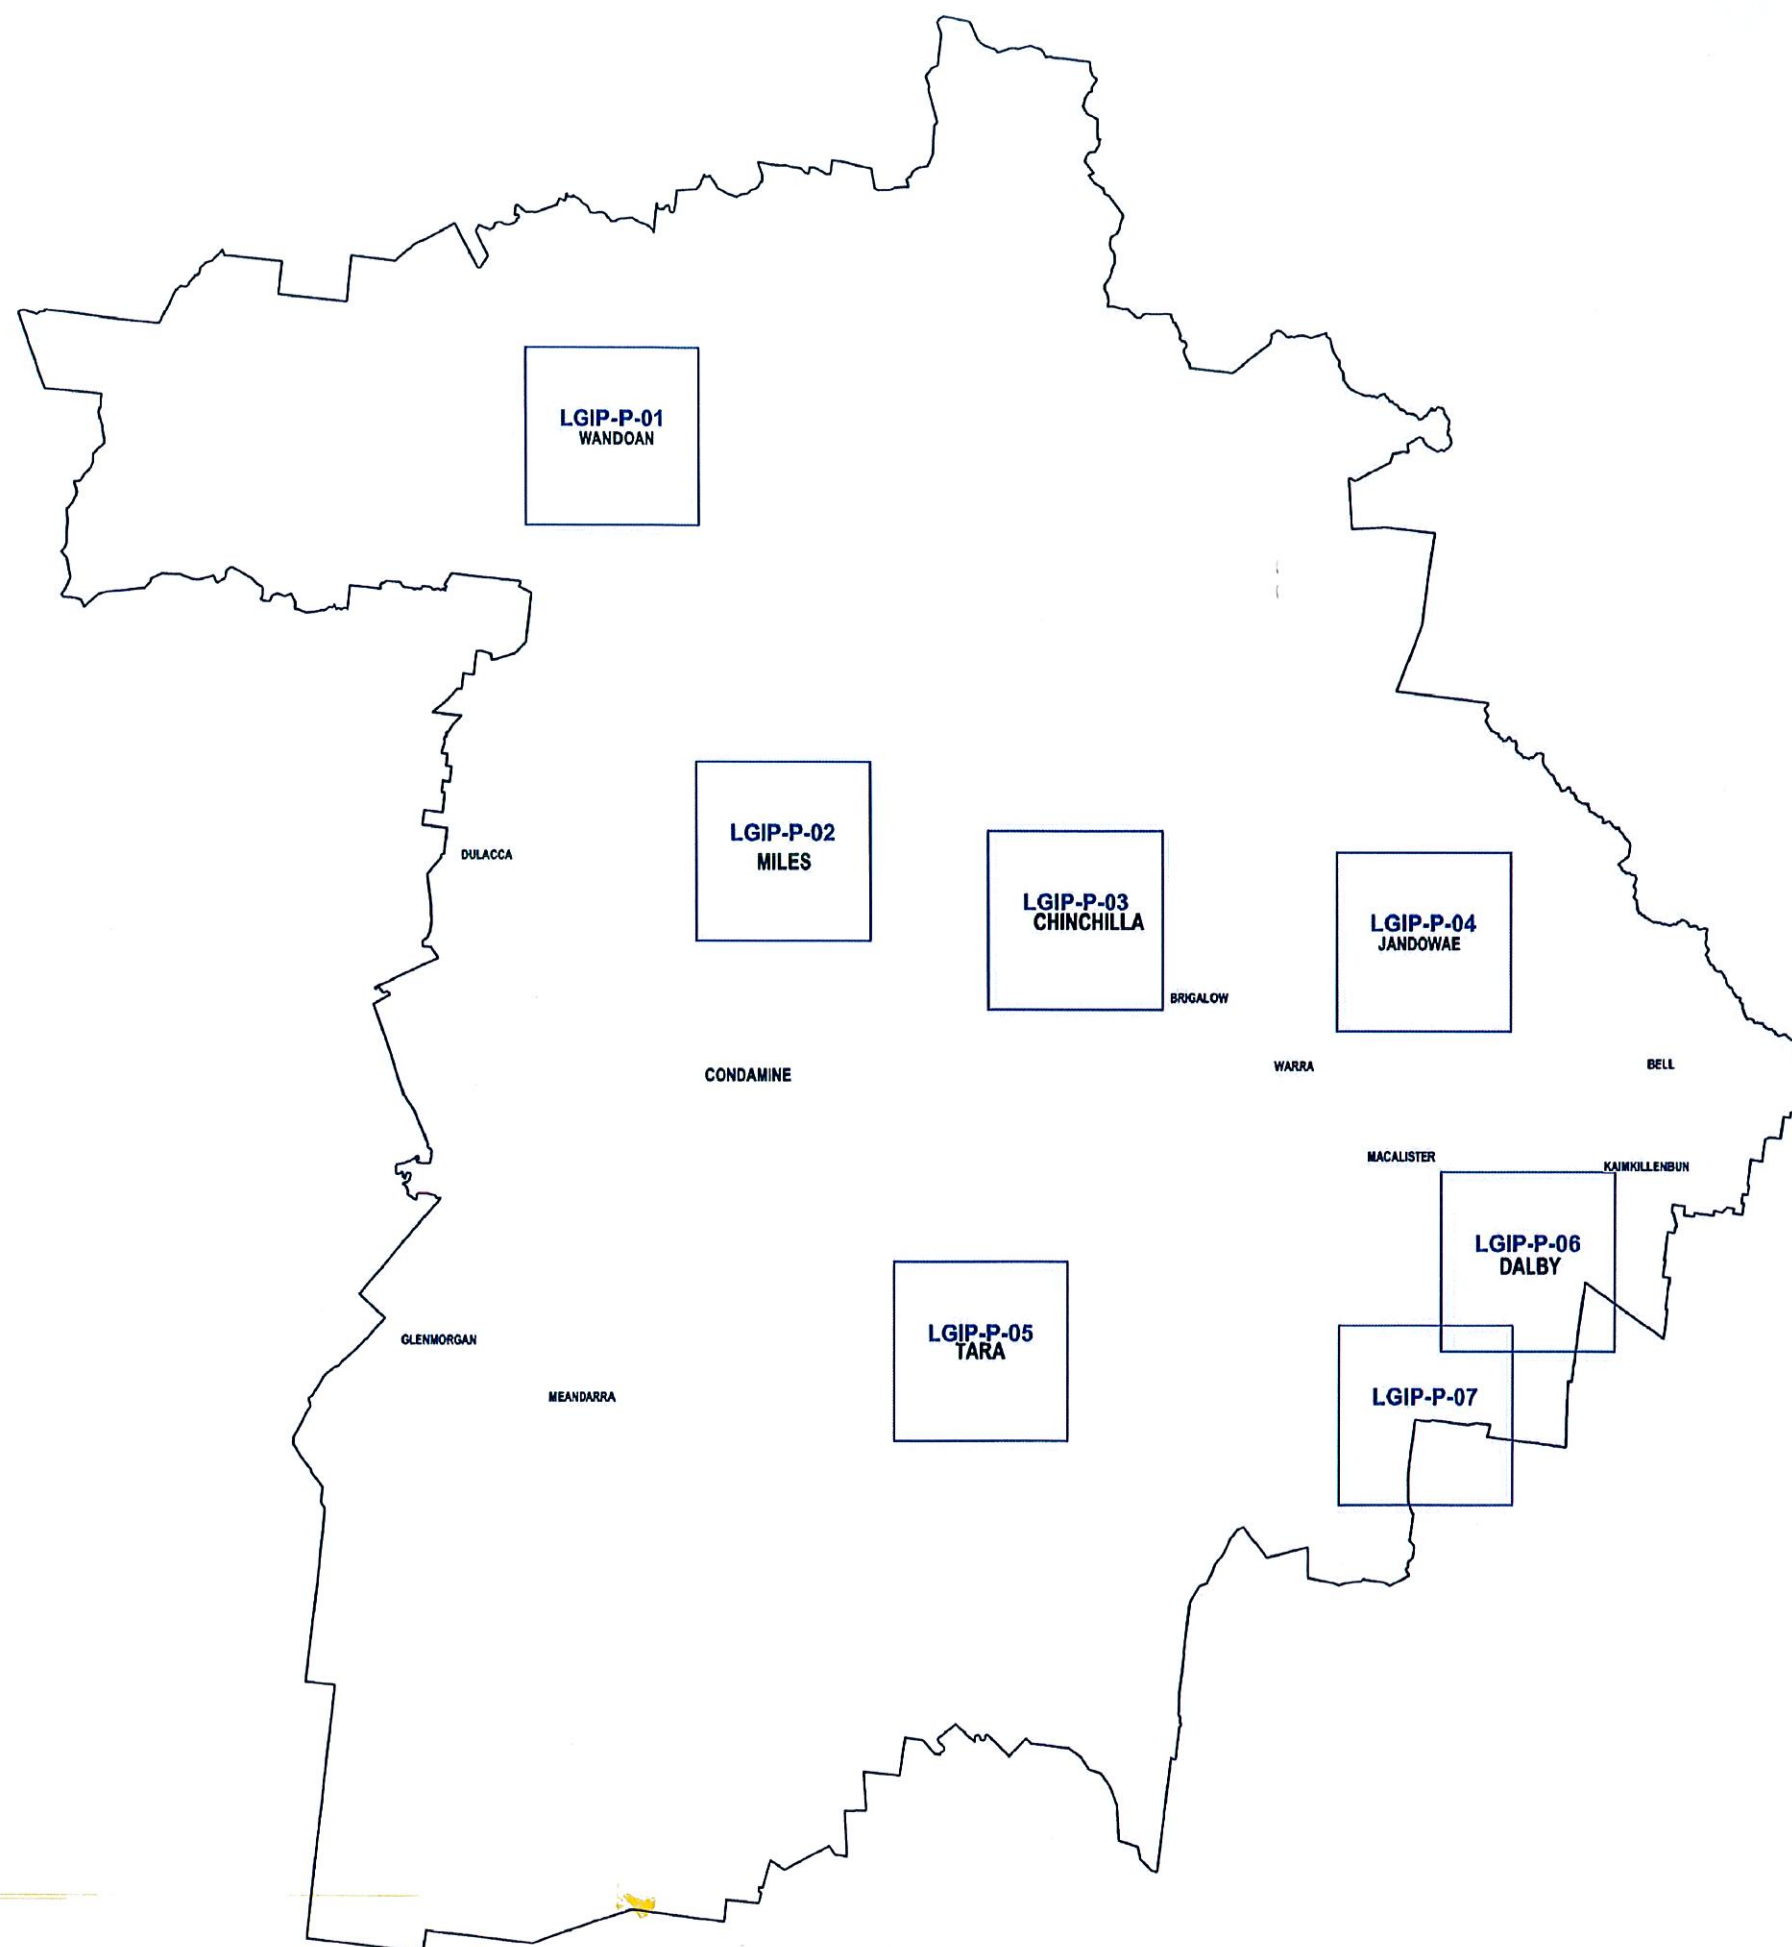 LGIP-P-01
WANDOAN
LGIP-P-02
MILES
DULACCA
LGIP-P-03
CHINCHILLA
LGIP-P-04
JANDOWAE
BRIGALOW
CONDAMINE
WARRA
BELL
MACALISTER
KAIMKILLENBUN
LGIP-P-06
DALBY
LGIP-P-05
TARA
GLENMORGAN
MEANDARRA
LGIP-P-07